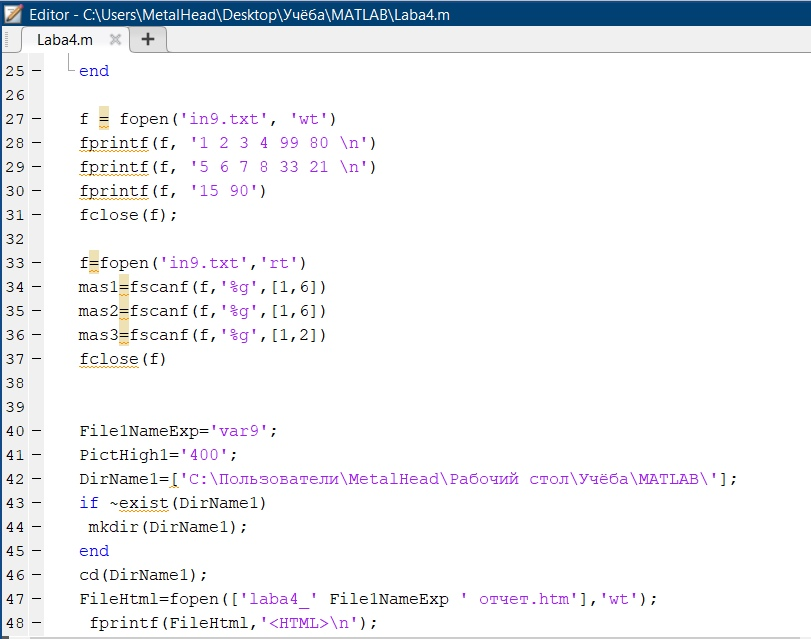 Editor - C:\Users\MetalHead\Desktop\Учёба\MATLAB\Laba4.m
Laba4.m
25 end
26
27 f = fopen('in9.txt', 'wt')
28 fprintf(f, '1 2 3 4 99 80 \n')
29 fprintf(f, '5 6 7 8 33 21 \n')
30 fprintf(f, '15 90')
31 fclose(f);
32
33 f=fopen('in9.txt','rt')
34 mas1=fscanf(f,'%g',[1,6])
35 mas2=fscanf(f,'%g',[1,6])
36 mas3=fscanf(f,'%g',[1,2])
37 fclose(f)
38
39
40 File1NameExp='var9';
41 PictHigh1='400';
42 DirName1=['C:\Пользователи\MetalHead\Рабочий стол\Учёба\MATLAB\'];
43 if ~exist(DirName1)
44 mkdir(DirName1);
45 end
46 cd(DirName1);
47 FileHtml=fopen(['laba4_' File1NameExp ' отчет.htm'],'wt');
48 fprintf(FileHtml,'<HTML>\n');